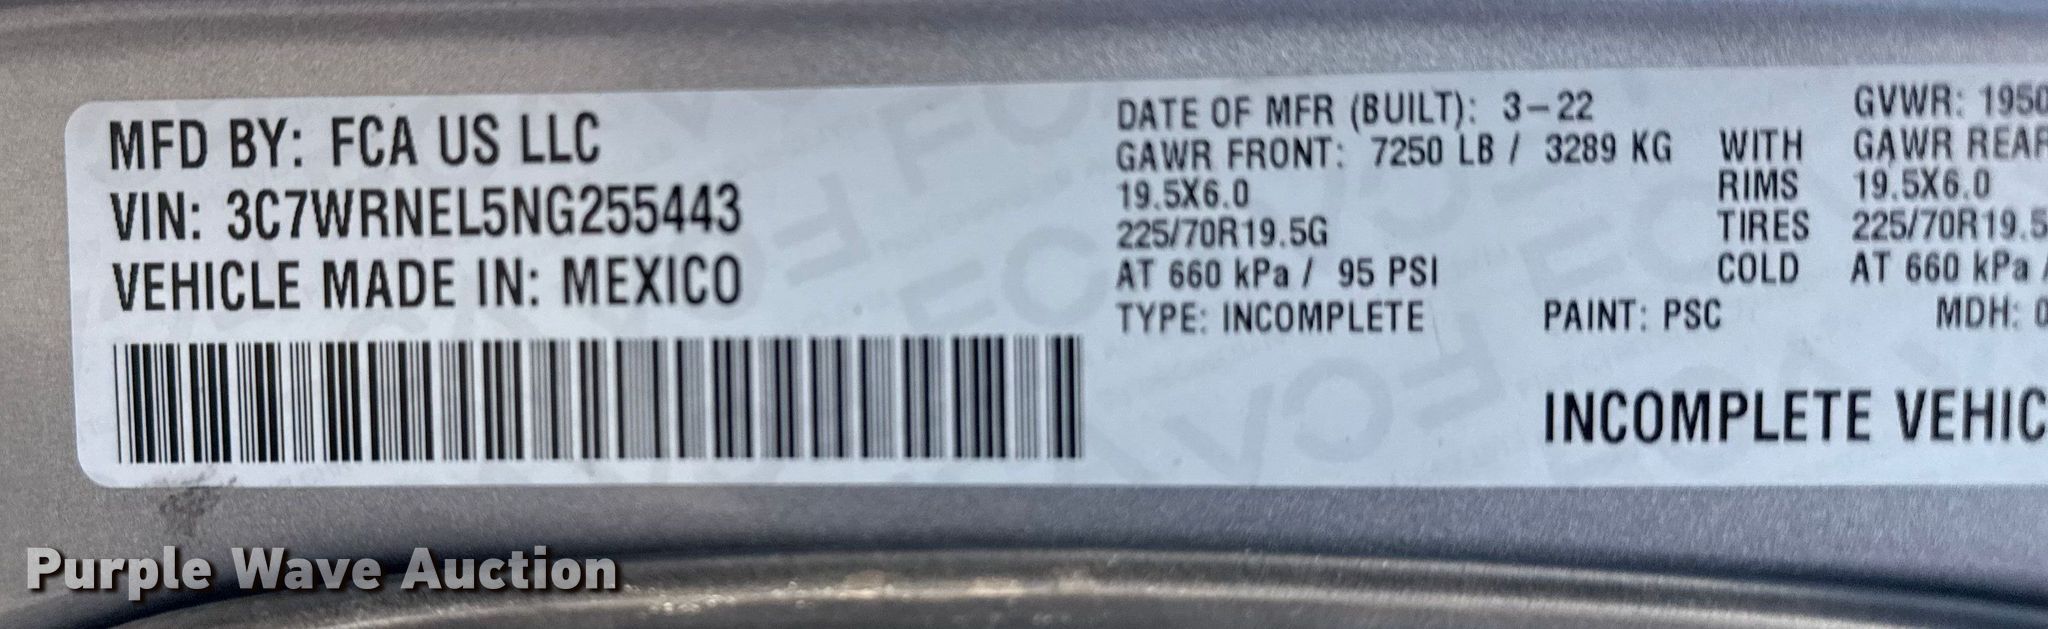 MFD BY: FCA US LLC
VIN: 3C7WRNEL5NG255443
VEHICLE MADE IN: MEXICO
DATE OF MFR (BUILT): 3-22 GVWR: 1950
GAWR FRONT: 7250 LB / 3289 KG WITH GAWR REAR
19.5X6.0 RIMS 19.5X6.0
225/70R19.5G TIRES 225/70R19.5
AT 660 kPa / 95 PSI COLD AT 660 kPa /
TYPE: INCOMPLETE PAINT: PSC MDH: 0
INCOMPLETE VEHIC
Purple Wave Auction